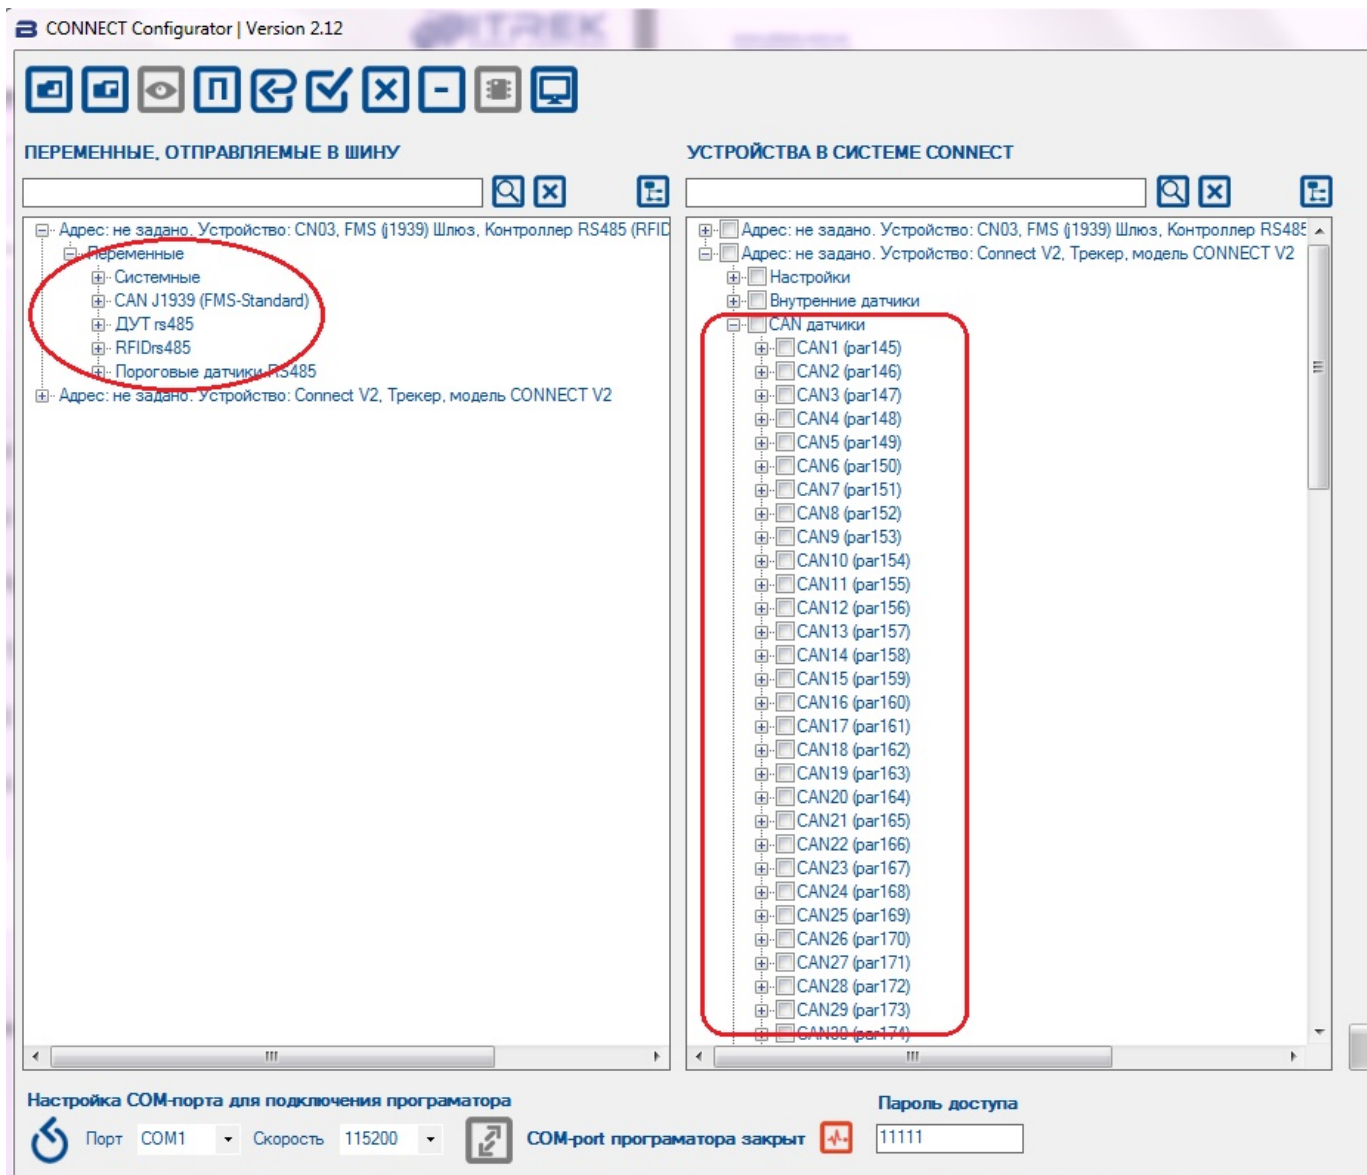 CONNECT Configurator | Version 2.12
BITREK
П
ПЕРЕМЕННЫЕ, ОТПРАВЛЯЕМЫЕ В ШИНУ
УСТРОЙСТВА В СИСТЕМЕ CONNECT
Адрес: не задано. Устройство: CN03, FMS (j1939) Шлюз, Контроллер RS485 (RFID
Переменные
Системные
CAN J1939 (FMS-Standard)
ДУТ rs485
RFIDrs485
Пороговые датчики RS485
Адрес: не задано. Устройство: Connect V2, Трекер, модель CONNECT V2
Адрес: не задано. Устройство: CN03, FMS (j1939) Шлюз, Контроллер RS485
Адрес: не задано. Устройство: Connect V2, Трекер, модель CONNECT V2
Настройки
Внутренние датчики
CAN датчики
CAN1 (par145)
CAN2 (par146)
CAN3 (par147)
CAN4 (par148)
CAN5 (par149)
CAN6 (par150)
CAN7 (par151)
CAN8 (par152)
CAN9 (par153)
CAN10 (par154)
CAN11 (par155)
CAN12 (par156)
CAN13 (par157)
CAN14 (par158)
CAN15 (par159)
CAN16 (par160)
CAN17 (par161)
CAN18 (par162)
CAN19 (par163)
CAN20 (par164)
CAN21 (par165)
CAN22 (par166)
CAN23 (par167)
CAN24 (par168)
CAN25 (par169)
CAN26 (par170)
CAN27 (par171)
CAN28 (par172)
CAN29 (par173)
CAN30 (par174)
Настройка COM-порта для подключения програматора
Порт COM1 Скорость 115200
COM-port програматора закрыт
Пароль доступа
11111